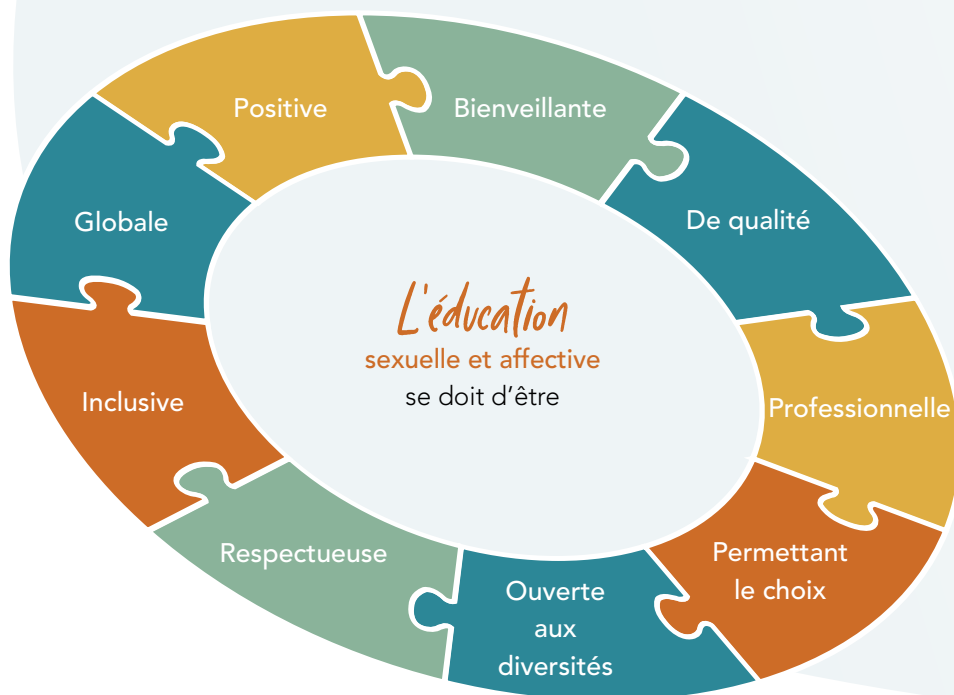 L'éducation
sexuelle et affective
se doit d'être
Positive
Bienveillante
De qualité
Professionnelle
Permettant
le choix
Ouverte
aux
diversités
Respectueuse
Inclusive
Globale